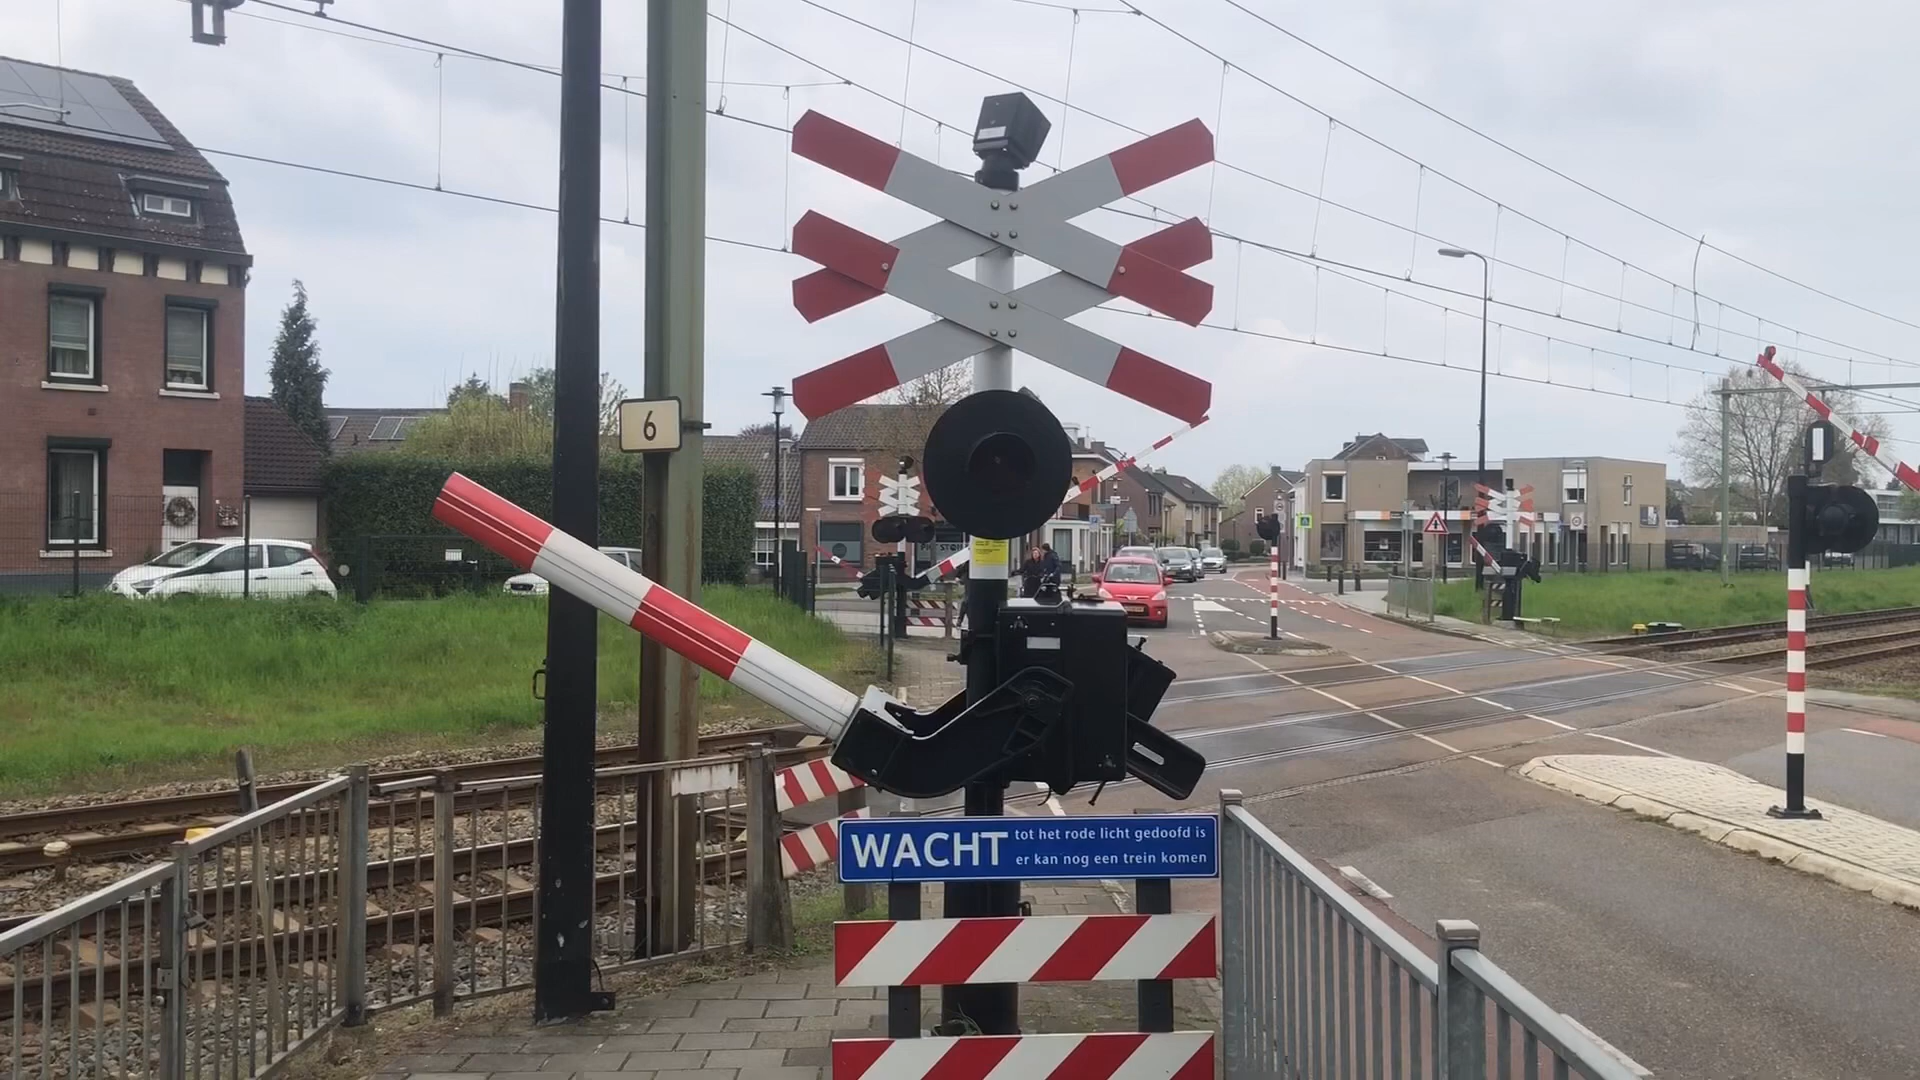 6
WACHT
tot het rode licht gedoofd is
er kan nog een trein komen